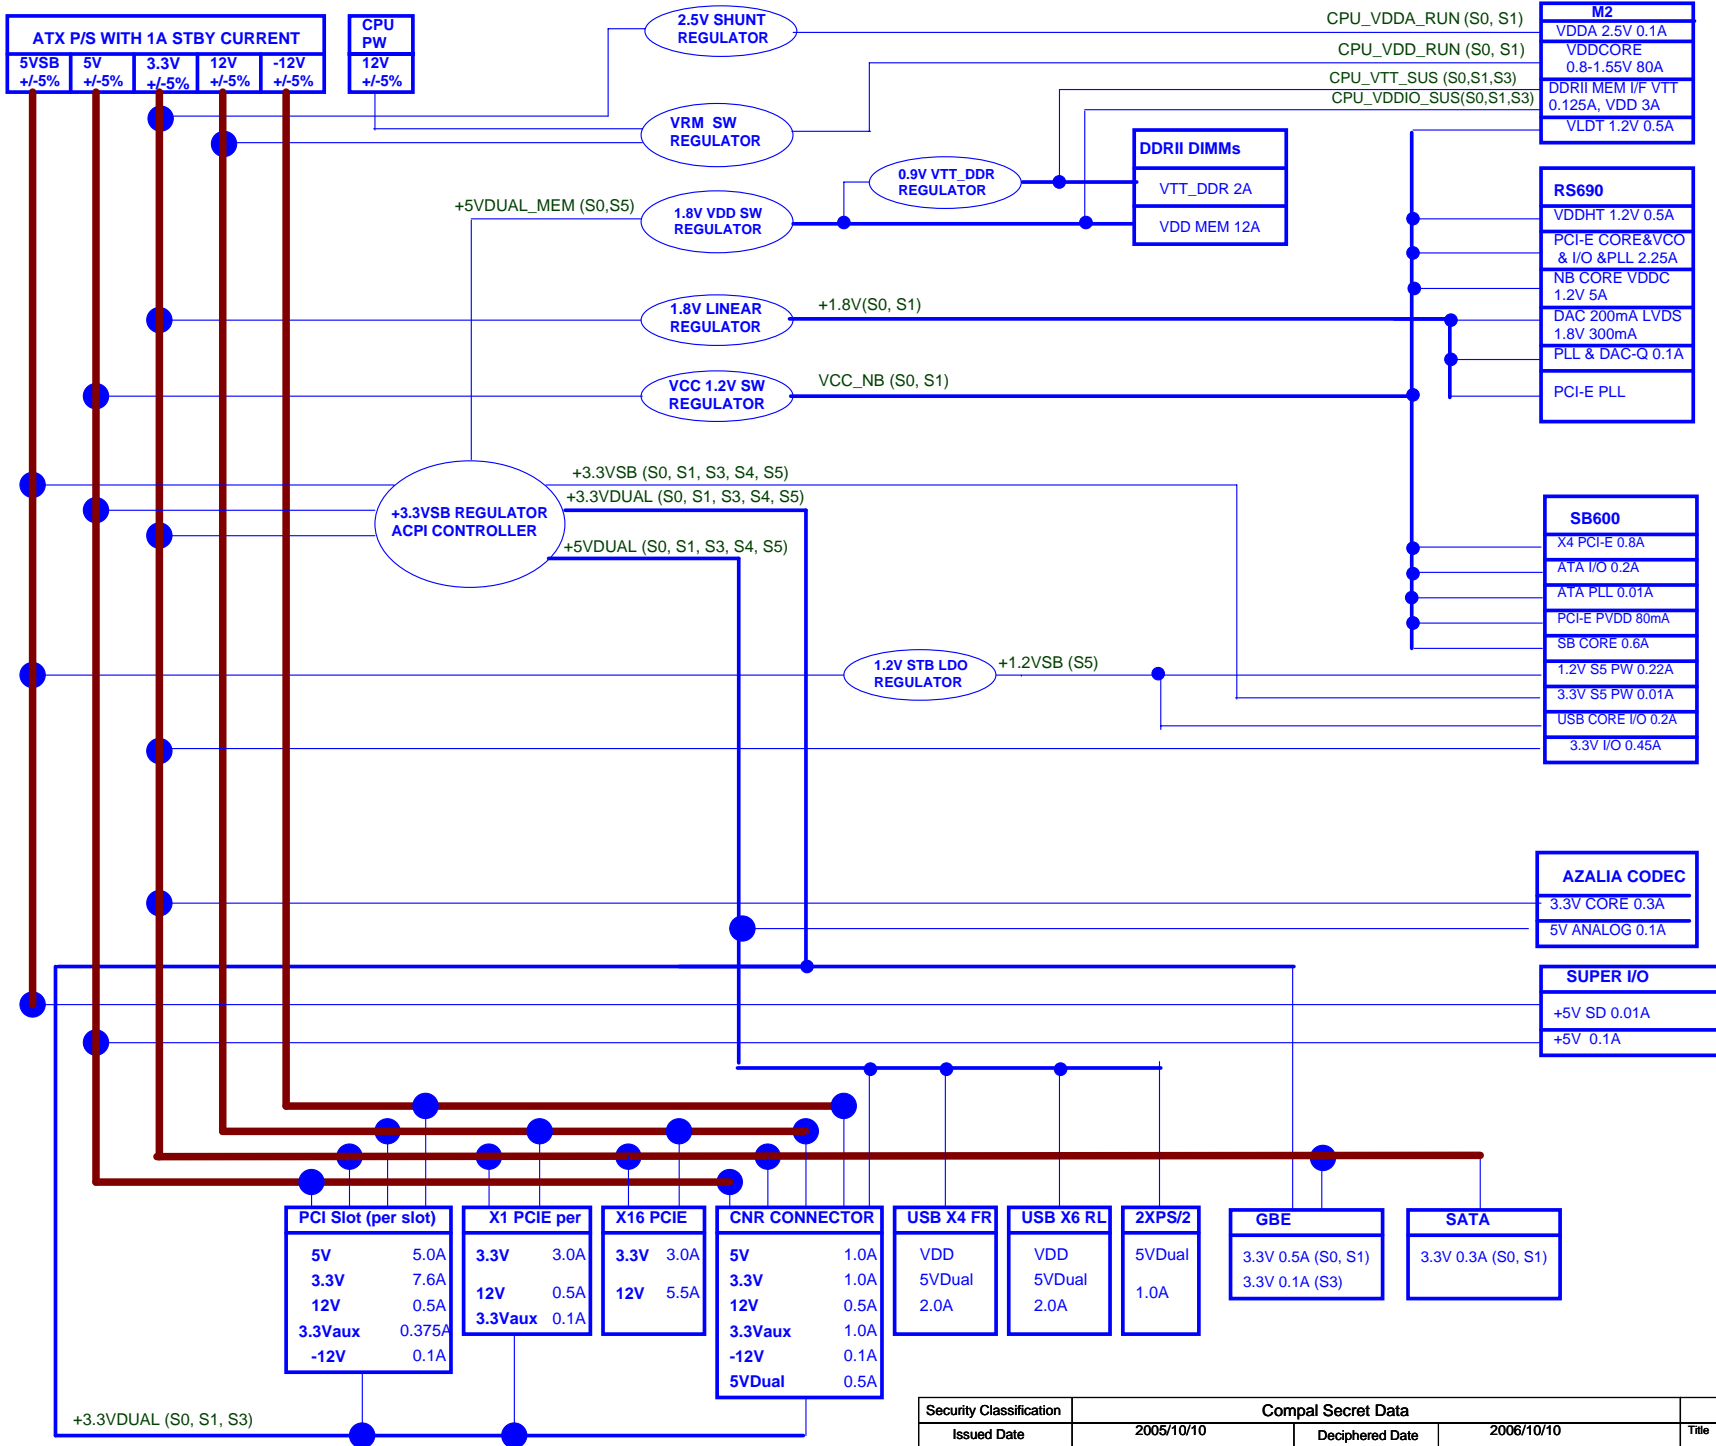 ATX P/S WITH 1A STBY CURRENT
5VSB
+/-5%
5V
+/-5%
3.3V
+/-5%
12V
+/-5%
-12V
+/-5%
CPU
PW
12V
+/-5%
2.5V SHUNT
REGULATOR
CPU_VDDA_RUN (S0, S1)
VRM SW
REGULATOR
CPU_VDD_RUN (S0, S1)
CPU_VTT_SUS (S0,S1,S3)
CPU_VDDIO_SUS(S0,S1,S3)
M2
VDDA 2.5V 0.1A
VDDCORE
0.8-1.55V 80A
DDRII MEM I/F VTT
0.125A, VDD 3A
VLDT 1.2V 0.5A
0.9V VTT_DDR
REGULATOR
DDRII DIMMs
VTT_DDR 2A
VDD MEM 12A
+5VDUAL_MEM (S0,S5)
1.8V VDD SW
REGULATOR
RS690
VDDHT 1.2V 0.5A
PCI-E CORE&VCO
& I/O &PLL 2.25A
NB CORE VDDC
1.2V 5A
DAC 200mA LVDS
1.8V 300mA
PLL & DAC-Q 0.1A
PCI-E PLL
1.8V LINEAR
REGULATOR
+1.8V(S0, S1)
VCC 1.2V SW
REGULATOR
VCC_NB (S0, S1)
+3.3VSB REGULATOR
ACPI CONTROLLER
+3.3VSB (S0, S1, S3, S4, S5)
+3.3VDUAL (S0, S1, S3, S4, S5)
+5VDUAL (S0, S1, S3, S4, S5)
SB600
X4 PCI-E 0.8A
ATA I/O 0.2A
ATA PLL 0.01A
PCI-E PVDD 80mA
SB CORE 0.6A
1.2V S5 PW 0.22A
3.3V S5 PW 0.01A
USB CORE I/O 0.2A
3.3V I/O 0.45A
1.2V STB LDO
REGULATOR
+1.2VSB (S5)
AZALIA CODEC
3.3V CORE 0.3A
5V ANALOG 0.1A
SUPER I/O
+5V SD 0.01A
+5V 0.1A
PCI Slot (per slot)
5V 5.0A
3.3V 7.6A
12V 0.5A
3.3Vaux 0.375A
-12V 0.1A
X1 PCIE per
3.3V 3.0A
12V 0.5A
3.3Vaux 0.1A
X16 PCIE
3.3V 3.0A
12V 5.5A
CNR CONNECTOR
5V 1.0A
3.3V 1.0A
12V 0.5A
3.3Vaux 1.0A
-12V 0.1A
5VDual 0.5A
USB X4 FR
VDD
5VDual
2.0A
USB X6 RL
VDD
5VDual
2.0A
2XPS/2
5VDual
1.0A
GBE
3.3V 0.5A (S0, S1)
3.3V 0.1A (S3)
SATA
3.3V 0.3A (S0, S1)
+3.3VDUAL (S0, S1, S3)
Security Classification
Compal Secret Data
Issued Date
2005/10/10
Deciphered Date
2006/10/10
Title